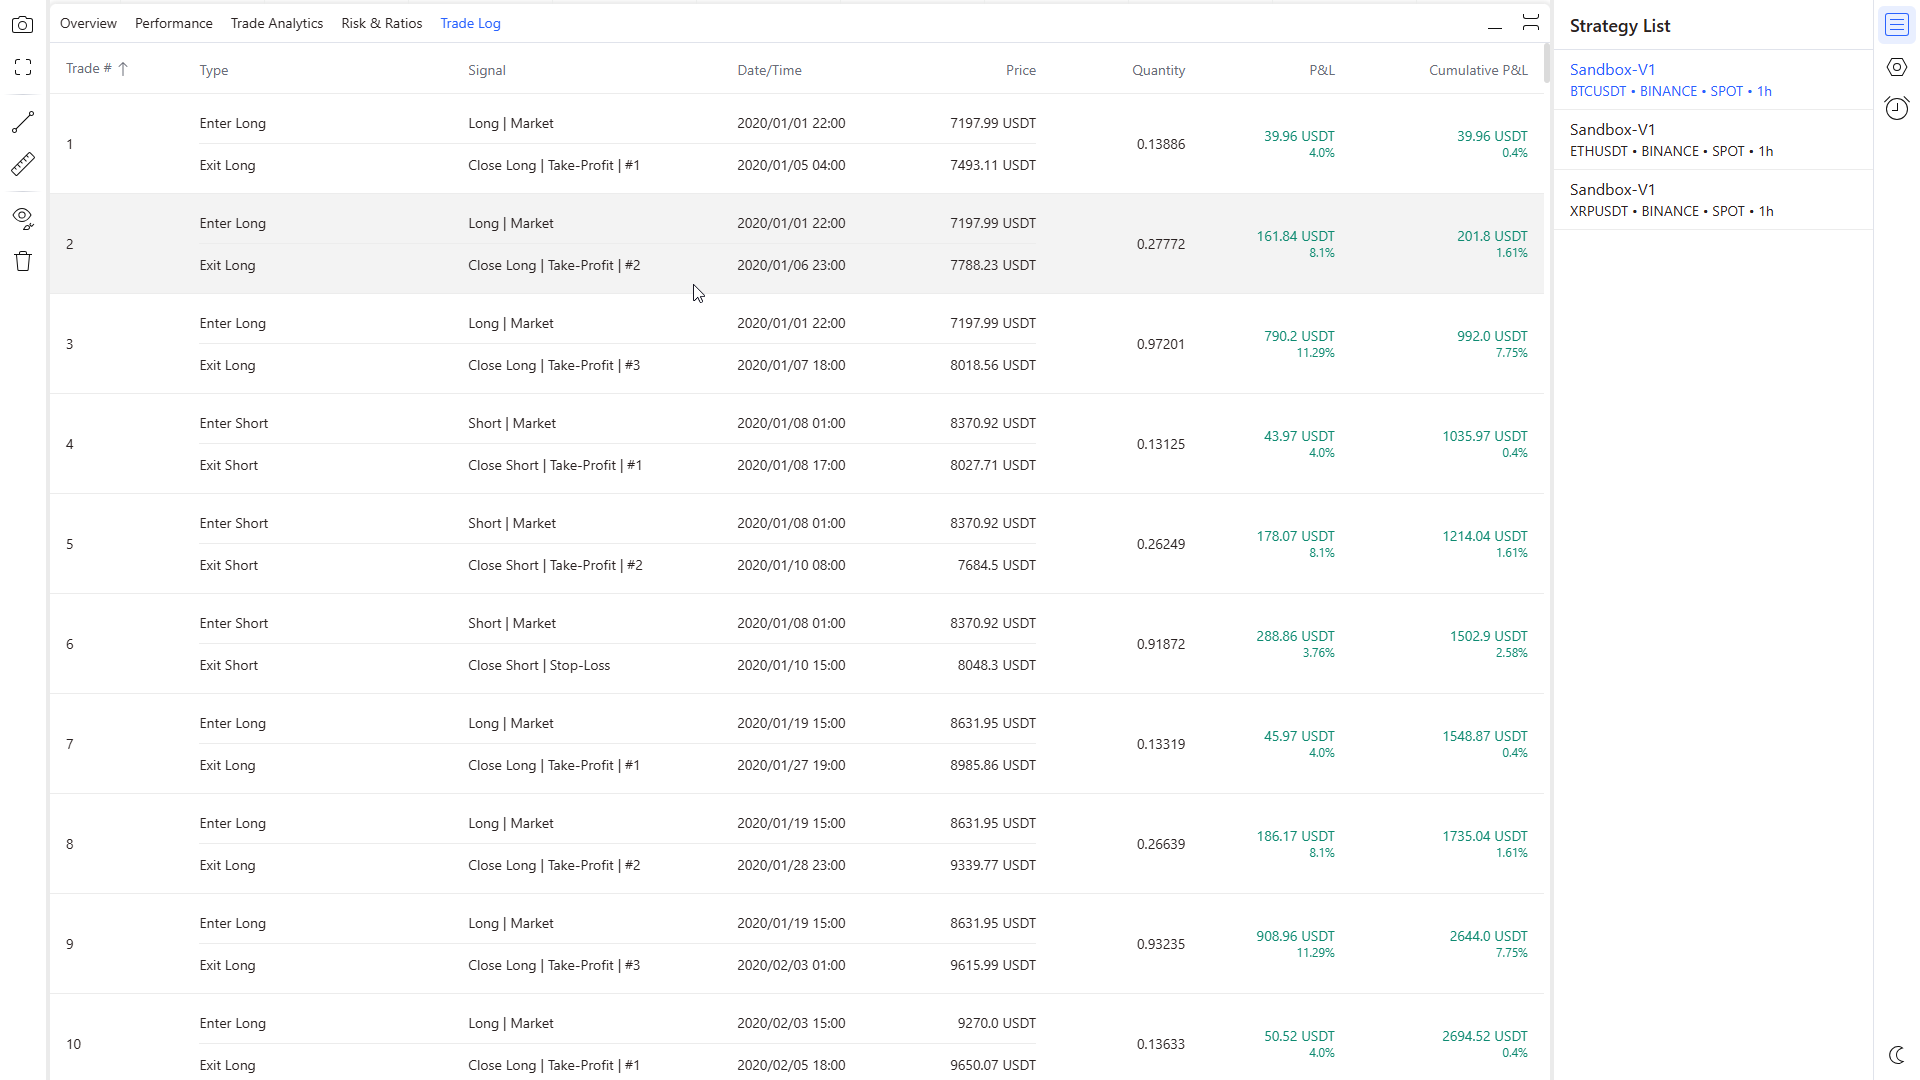 Overview Performance Trade Analytics Risk & Ratios Trade Log
Trade # Type Signal Date/Time Price Quantity P&L Cumulative P&L
1
Enter Long Long | Market 2020/01/01 22:00 7197.99 USDT
Exit Long Close Long | Take-Profit | #1 2020/01/05 04:00 7493.11 USDT
0.13886
39.96 USDT
4.0%
39.96 USDT
0.4%
2
Enter Long Long | Market 2020/01/01 22:00 7197.99 USDT
Exit Long Close Long | Take-Profit | #2 2020/01/06 23:00 7788.23 USDT
0.27772
161.84 USDT
8.1%
201.8 USDT
1.61%
3
Enter Long Long | Market 2020/01/01 22:00 7197.99 USDT
Exit Long Close Long | Take-Profit | #3 2020/01/07 18:00 8018.56 USDT
0.97201
790.2 USDT
11.29%
992.0 USDT
7.75%
4
Enter Short Short | Market 2020/01/08 01:00 8370.92 USDT
Exit Short Close Short | Take-Profit | #1 2020/01/08 17:00 8027.71 USDT
0.13125
43.97 USDT
4.0%
1035.97 USDT
0.4%
5
Enter Short Short | Market 2020/01/08 01:00 8370.92 USDT
Exit Short Close Short | Take-Profit | #2 2020/01/10 08:00 7684.5 USDT
0.26249
178.07 USDT
8.1%
1214.04 USDT
1.61%
6
Enter Short Short | Market 2020/01/08 01:00 8370.92 USDT
Exit Short Close Short | Stop-Loss 2020/01/10 15:00 8048.3 USDT
0.91872
288.86 USDT
3.76%
1502.9 USDT
2.58%
7
Enter Long Long | Market 2020/01/19 15:00 8631.95 USDT
Exit Long Close Long | Take-Profit | #1 2020/01/27 19:00 8985.86 USDT
0.13319
45.97 USDT
4.0%
1548.87 USDT
0.4%
8
Enter Long Long | Market 2020/01/19 15:00 8631.95 USDT
Exit Long Close Long | Take-Profit | #2 2020/01/28 23:00 9339.77 USDT
0.26639
186.17 USDT
8.1%
1735.04 USDT
1.61%
9
Enter Long Long | Market 2020/01/19 15:00 8631.95 USDT
Exit Long Close Long | Take-Profit | #3 2020/02/03 01:00 9615.99 USDT
0.93235
908.96 USDT
11.29%
2644.0 USDT
7.75%
10
Enter Long Long | Market 2020/02/03 15:00 9270.0 USDT
Exit Long Close Long | Take-Profit | #1 2020/02/05 18:00 9650.07 USDT
0.13633
50.52 USDT
4.0%
2694.52 USDT
0.4%
Strategy List
Sandbox-V1
BTCUSDT • BINANCE • SPOT • 1h
Sandbox-V1
ETHUSDT • BINANCE • SPOT • 1h
Sandbox-V1
XRPUSDT • BINANCE • SPOT • 1h